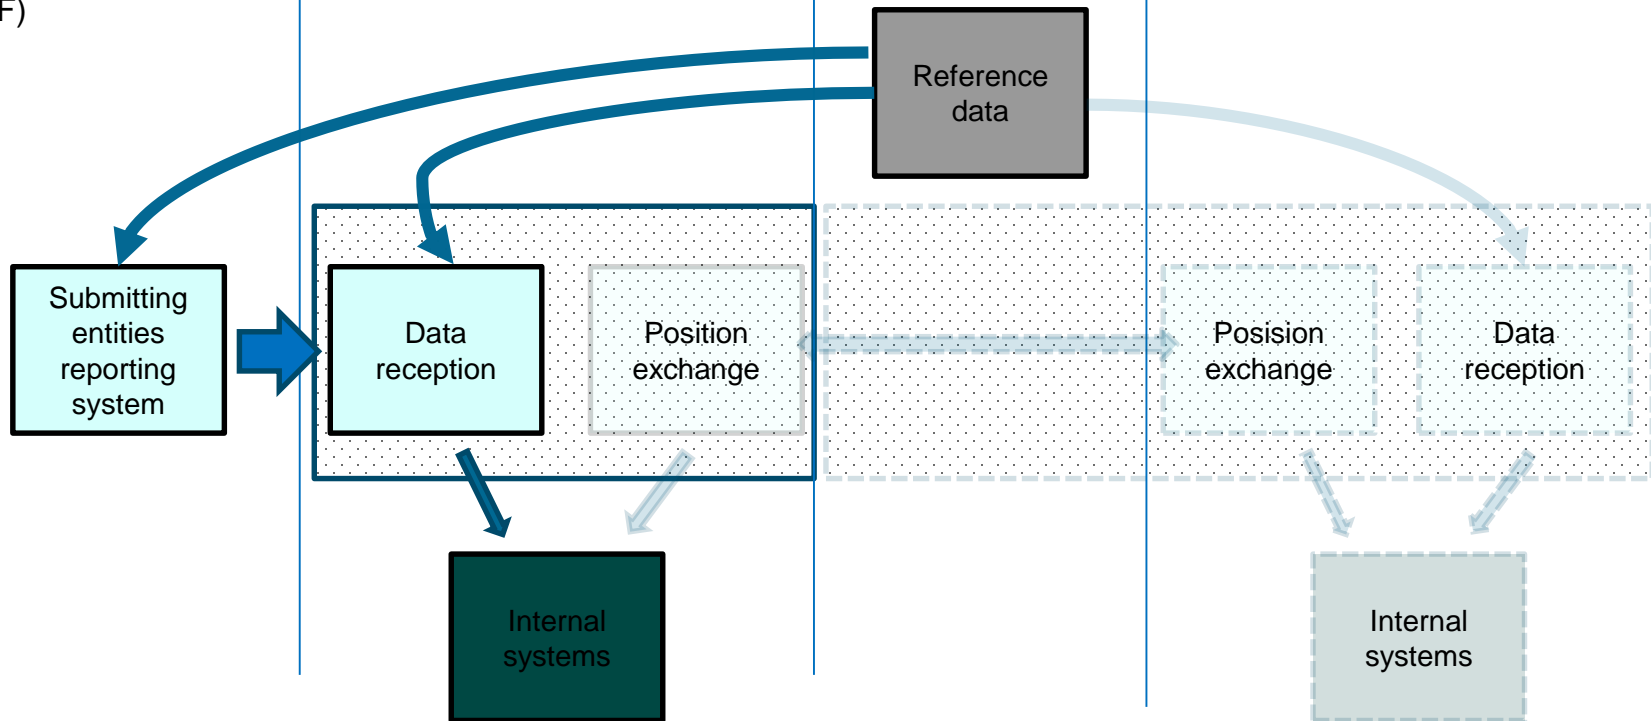 F)
Reference
data
Submitting
entities
reporting
system
Data
reception
Position
exchange
Posision
exchange
Data
reception
Internal
systems
Internal
systems